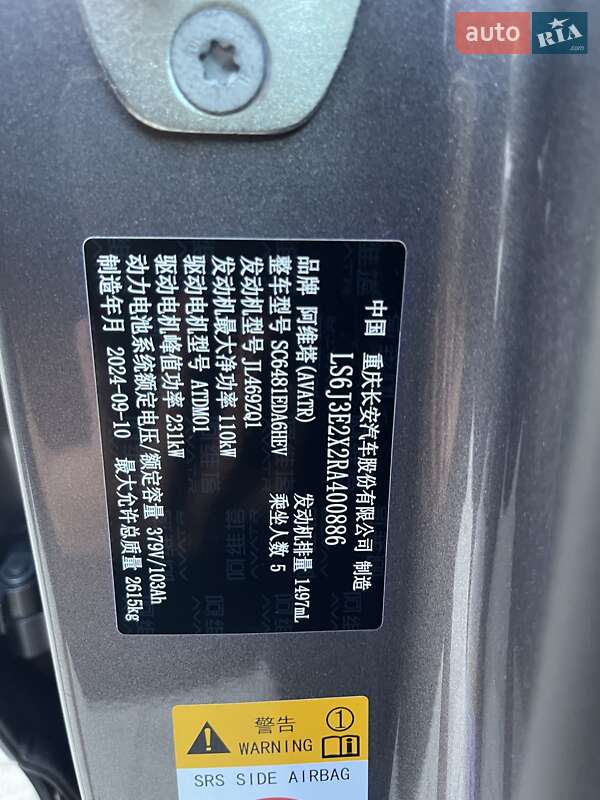 auto RIA .com
中国 重庆长安汽车股份有限公司 制造
LS6J3E2X2RA400886
品牌 阿维塔(AVATR) 发动机排量 1497mL
整车型号 SC6481EDA6HEV 乘坐人数 5
发动机型号 JL469ZQ1
发动机最大净功率 110kW
驱动电机型号 ATDM01
驱动电机峰值功率 231kW
动力电池系统额定电压/额定容量 379V/103Ah
制造年月 2024-09-10 最大允许总质量 2615kg
警告 1
WARNING
SRS SIDE AIRBAG